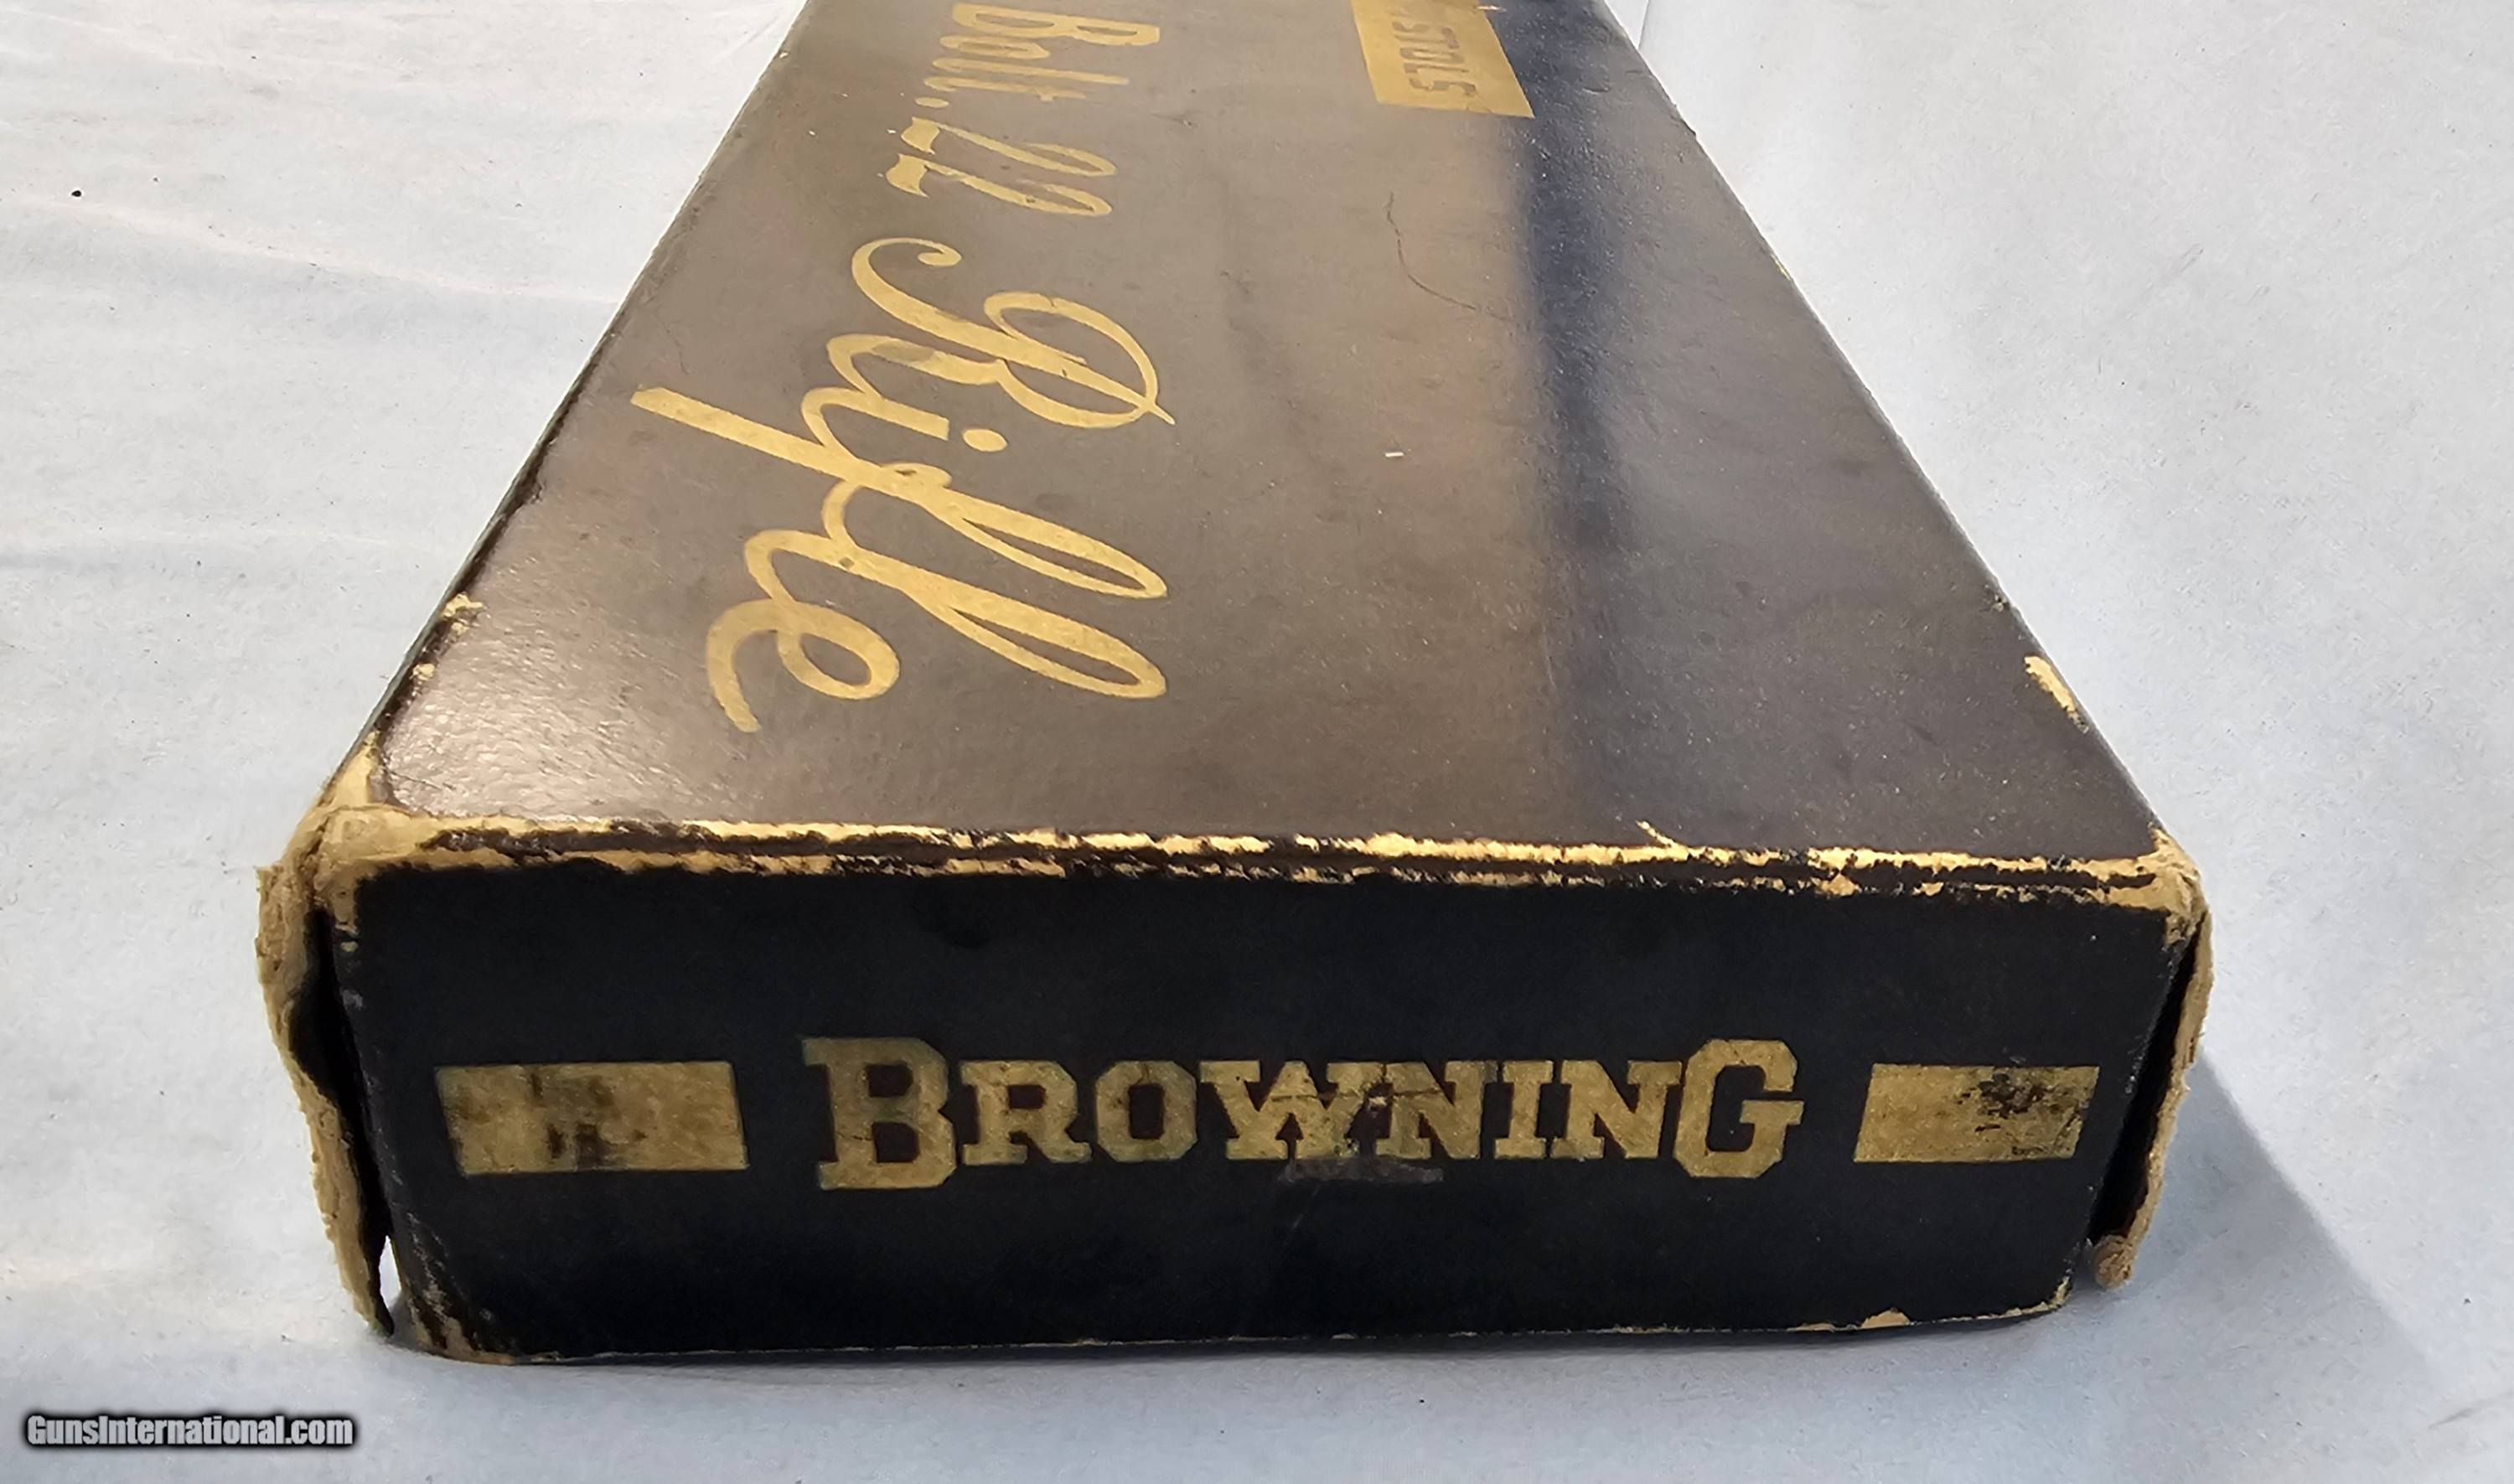 Bolt .22 Rifle
BROWNING
GunsInternational.com